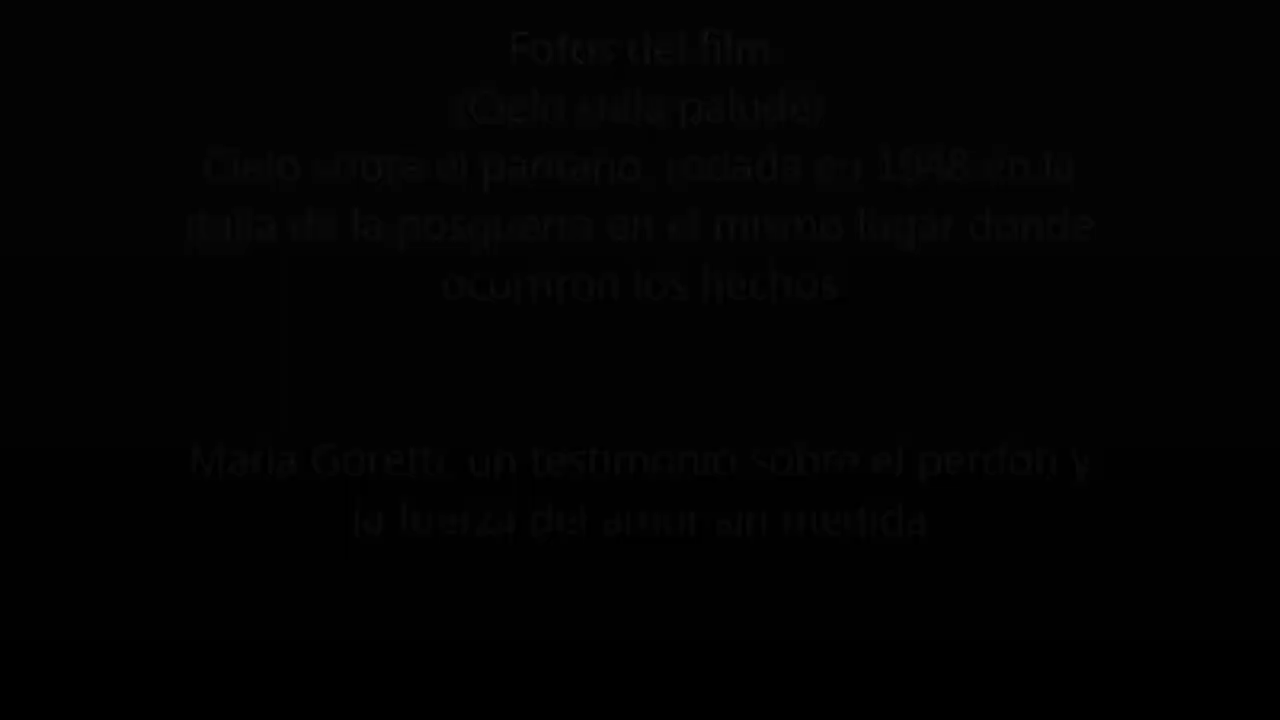 Fotos del film
(Cielo sulla palude)
Cielo sobre el pantano, rodada en 1948 en la
Italia de la posguerra en el mismo lugar donde
ocurrieron los hechos
Maria Goretti, un testimonio sobre el perdón y
la fuerza del amor sin medida